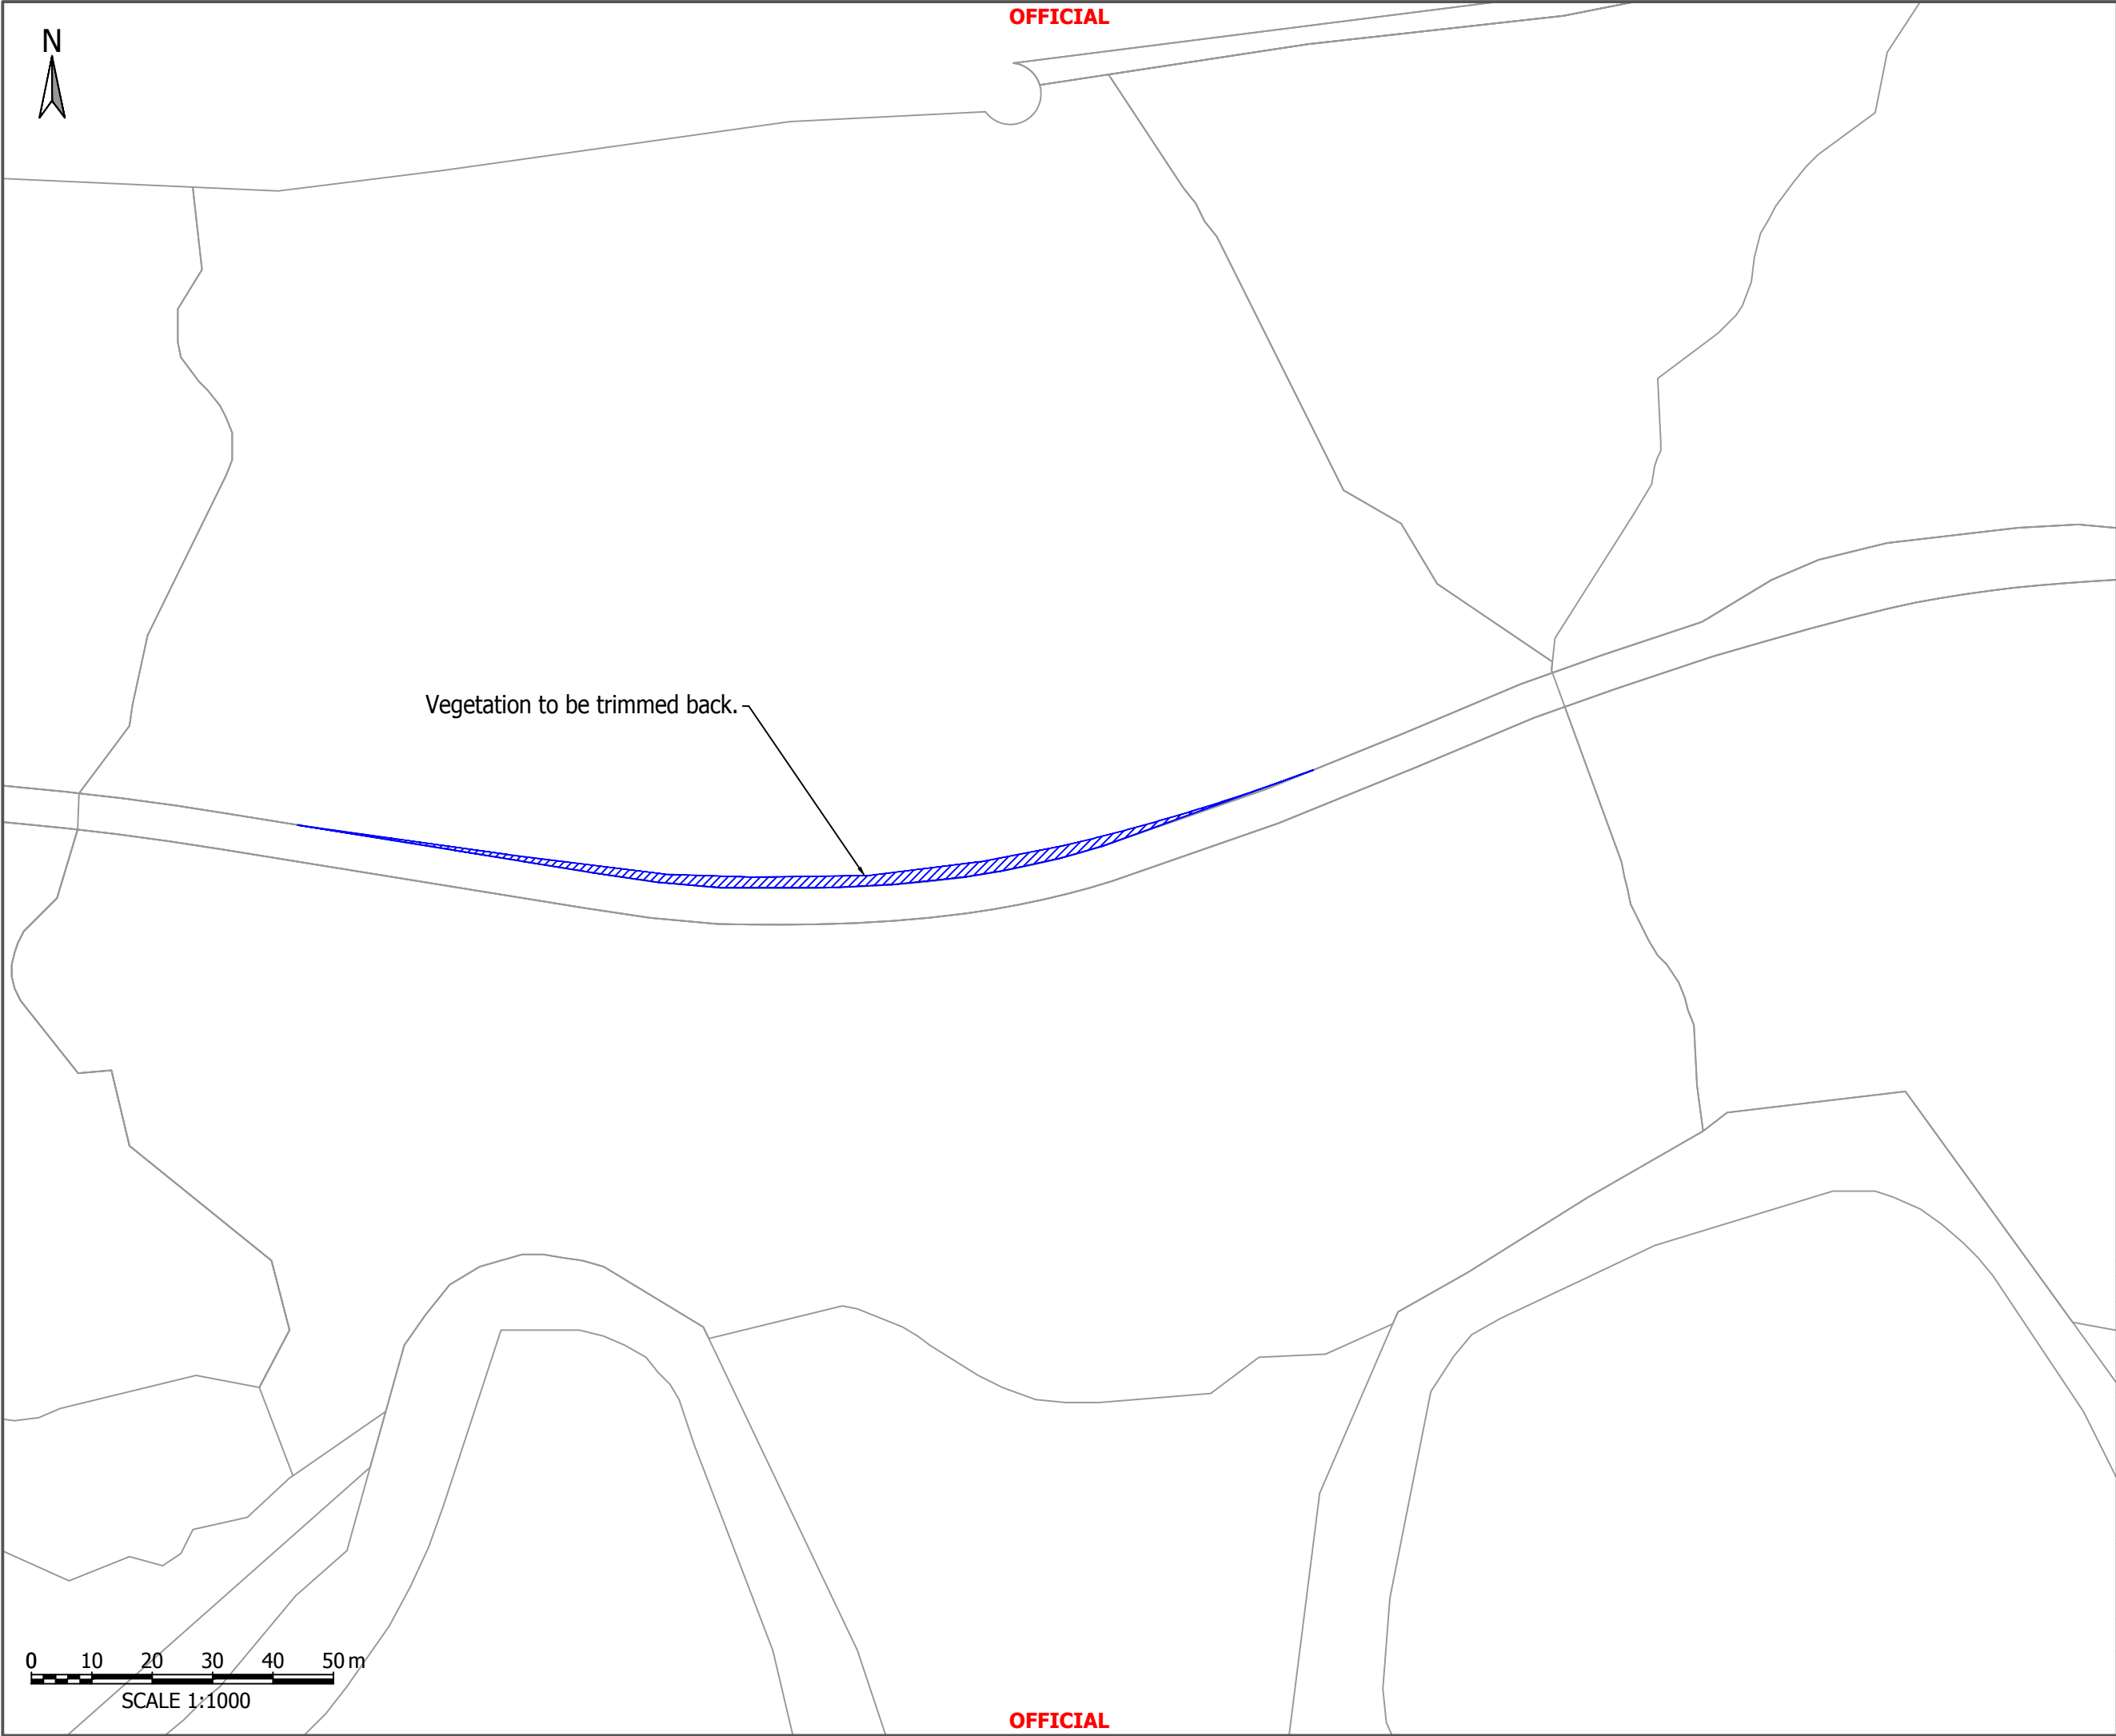 OFFICIAL
N
Vegetation to be trimmed back.
0 10 20 30 40 50 m
SCALE 1:1000
OFFICIAL